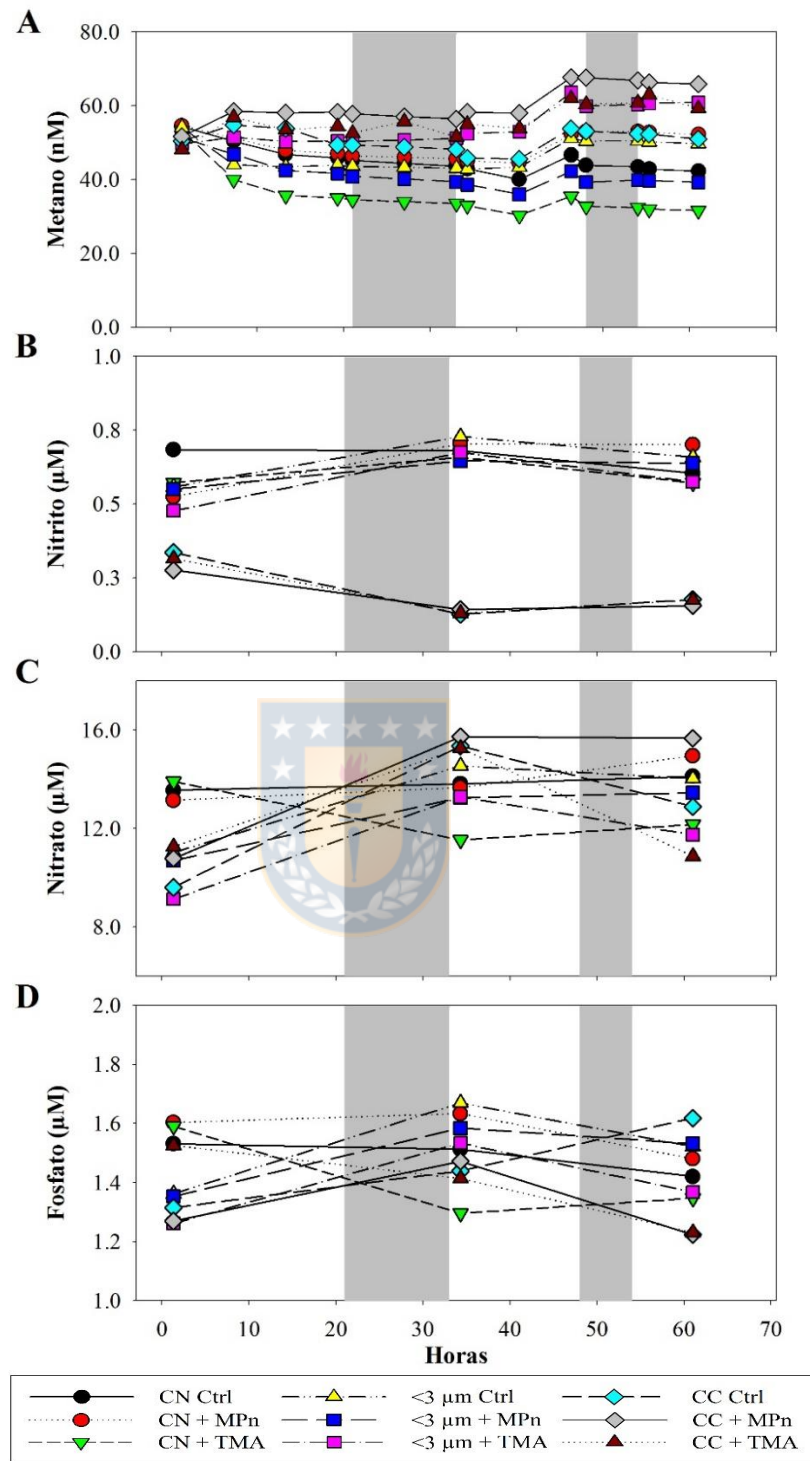 A
80.0
60.0
40.0
20.0
0.0
Metano (nM)
B
1.0
0.8
0.5
0.3
0.0
Nitrito (µM)
C
16.0
12.0
8.0
Nitrato (µM)
D
2.0
1.8
1.6
1.4
1.2
1.0
Fosfato (µM)
0 10 20 30 40 50 60 70
Horas
CN Ctrl <3 µm Ctrl CC Ctrl
CN + MPn <3 µm + MPn CC + MPn
CN + TMA <3 µm + TMA CC + TMA